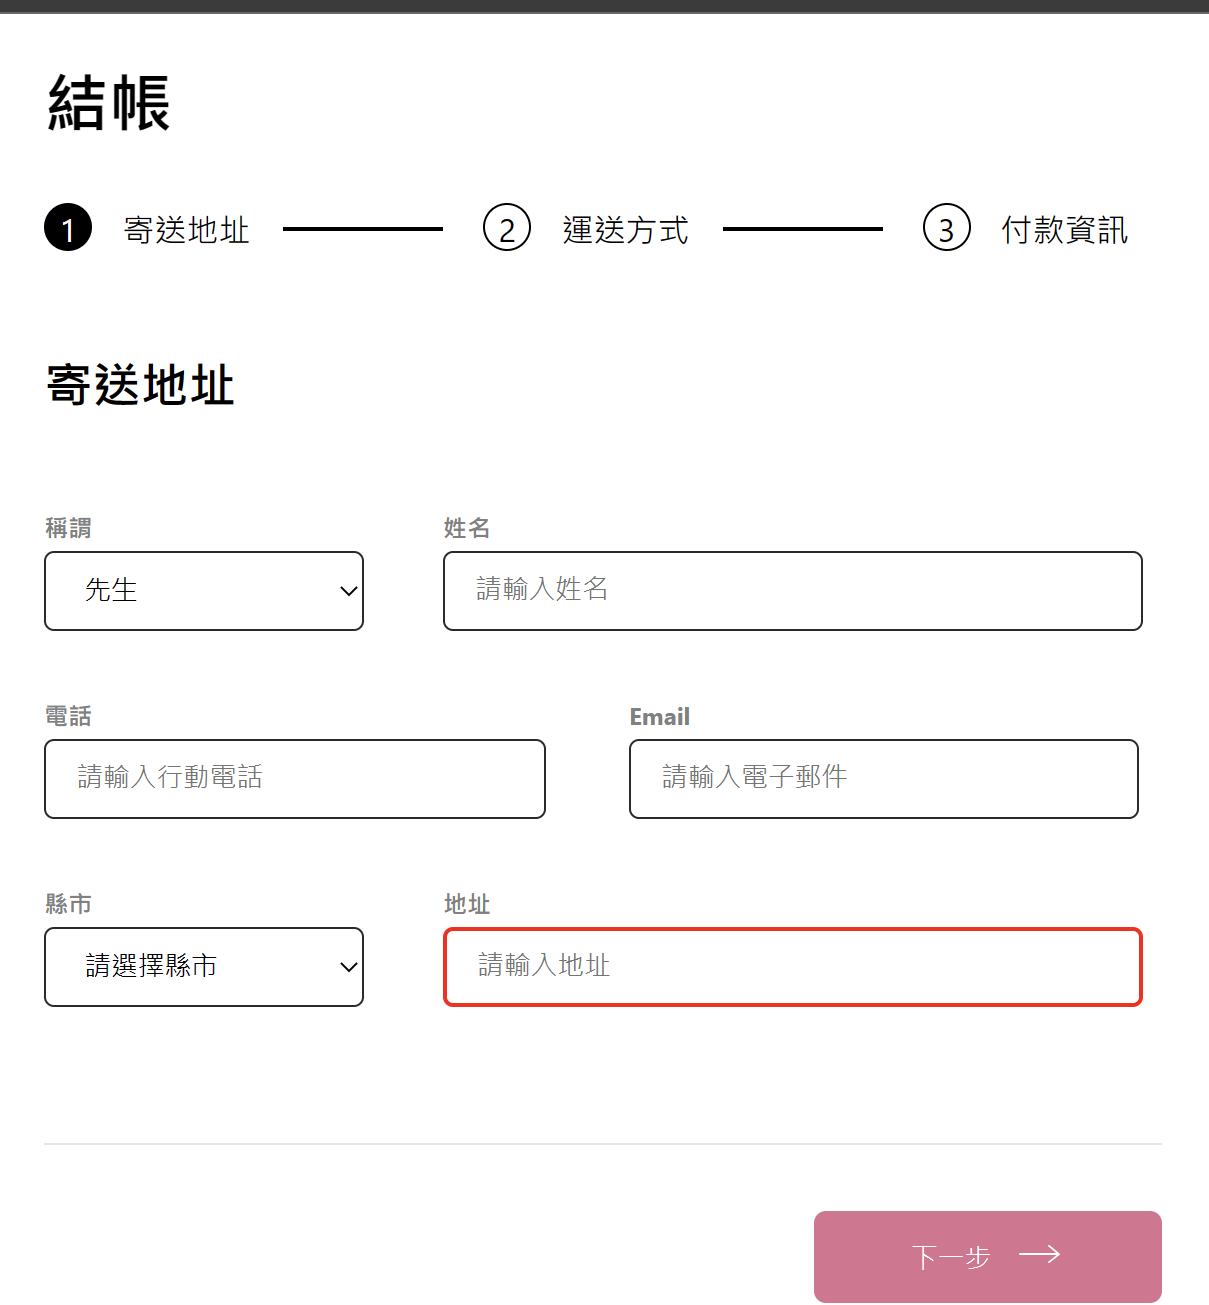 結帳
1 寄送地址 2 運送方式 3 付款資訊
寄送地址
稱謂 姓名
先生 請輸入姓名
電話 Email
請輸入行動電話 請輸入電子郵件
縣市 地址
請選擇縣市 請輸入地址
下一步